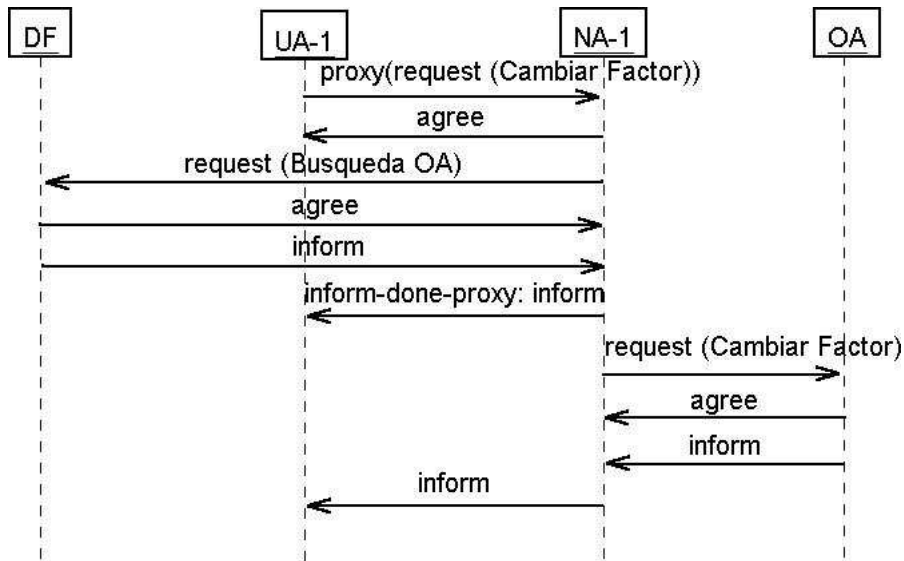 DF
UA-1
NA-1
OA
proxy(request (Cambiar Factor))
agree
request (Busqueda OA)
agree
inform
inform-done-proxy: inform
request (Cambiar Factor)
agree
inform
inform